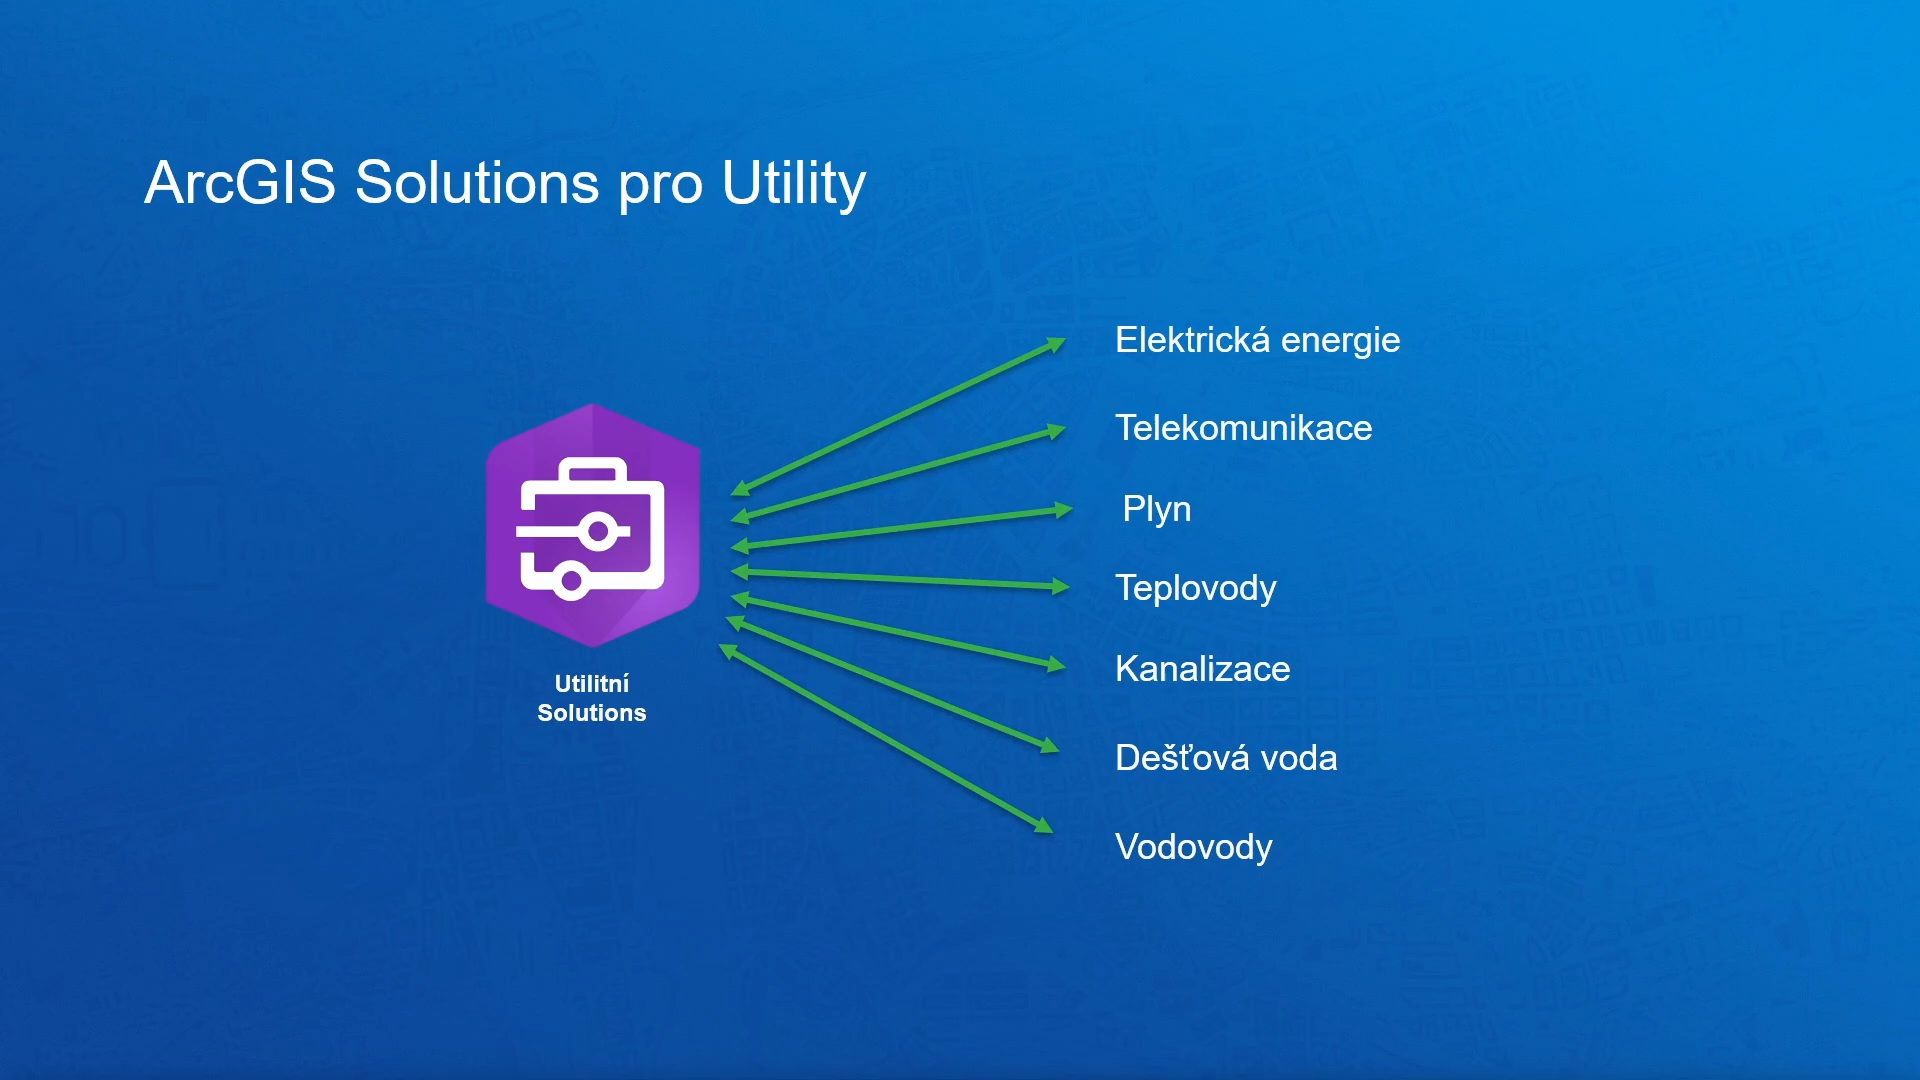 ArcGIS Solutions pro Utility
Elektrická energie
Telekomunikace
Plyn
Teplovody
Kanalizace
Dešťová voda
Vodovody
Utilitní
Solutions